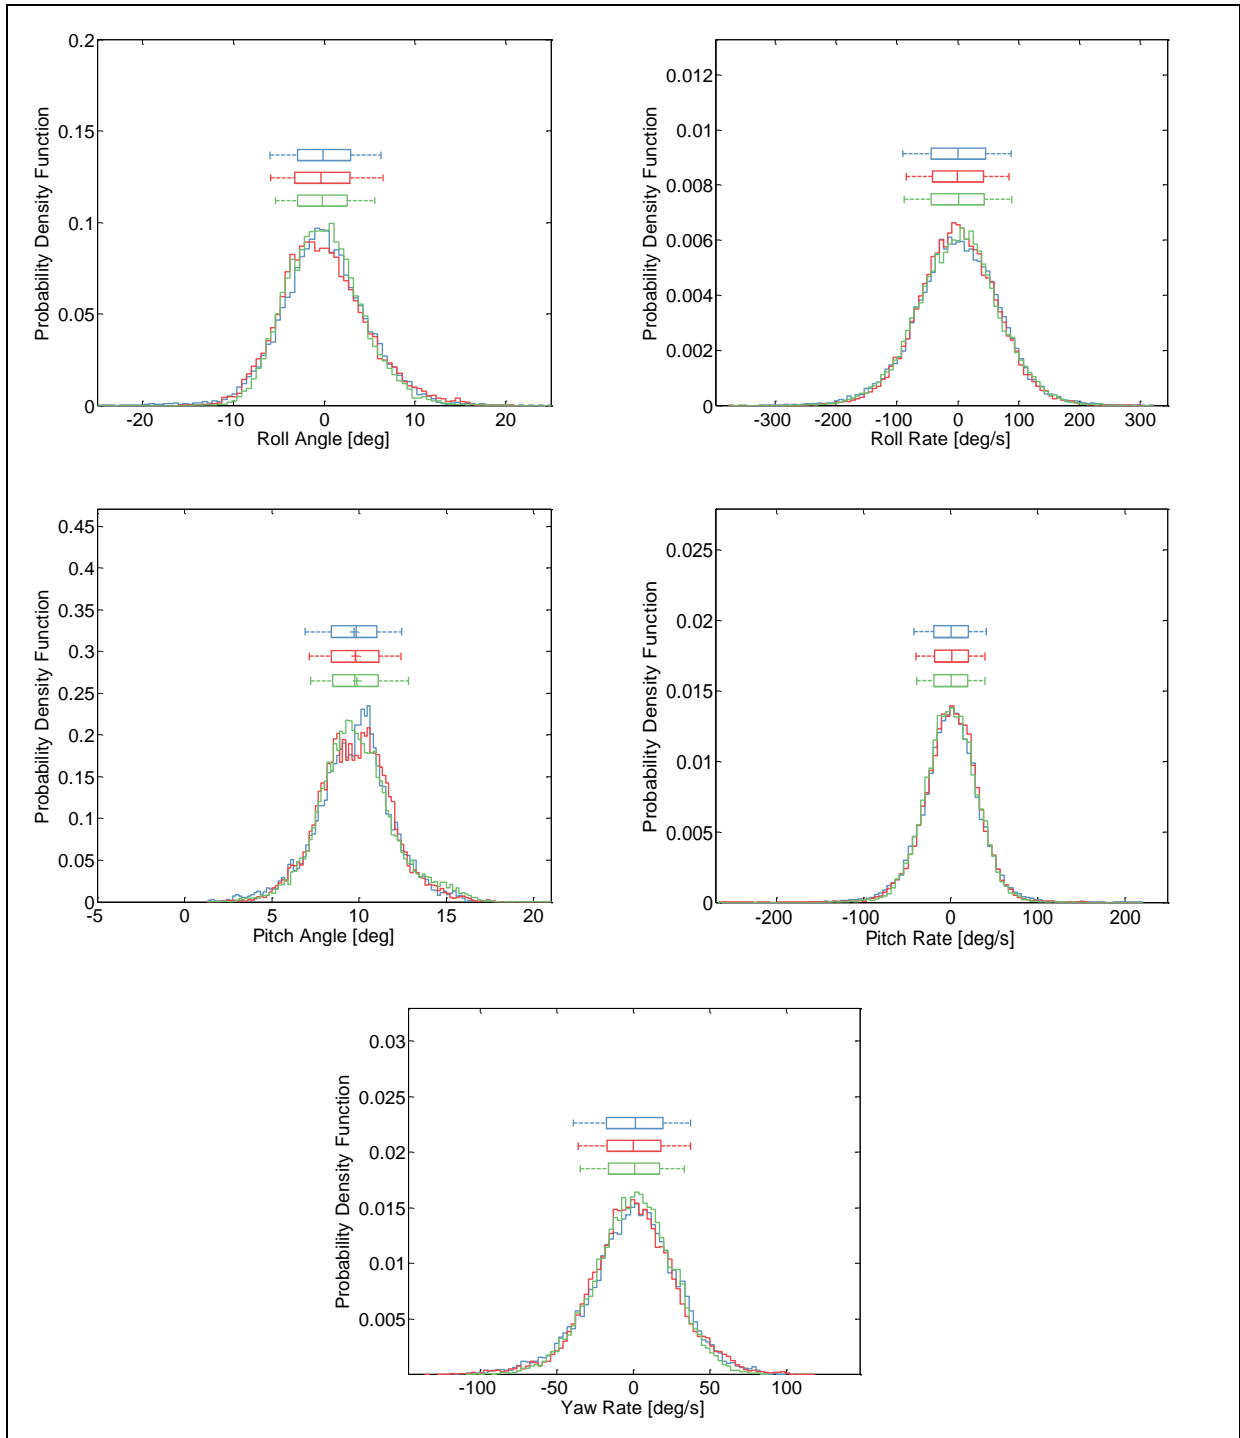 0.2
0.15
0.1
0.05
0
Probability Density Function
-20 -10 0 10 20
Roll Angle [deg]
0.012
0.01
0.008
0.006
0.004
0.002
0
Probability Density Function
-300 -200 -100 0 100 200 300
Roll Rate [deg/s]
0.45
0.4
0.35
0.3
0.25
0.2
0.15
0.1
0.05
0
Probability Density Function
-5 0 5 10 15 20
Pitch Angle [deg]
0.025
0.02
0.015
0.01
0.005
0
Probability Density Function
-200 -100 0 100 200
Pitch Rate [deg/s]
0.03
0.025
0.02
0.015
0.01
0.005
Probability Density Function
-100 -50 0 50 100
Yaw Rate [deg/s]